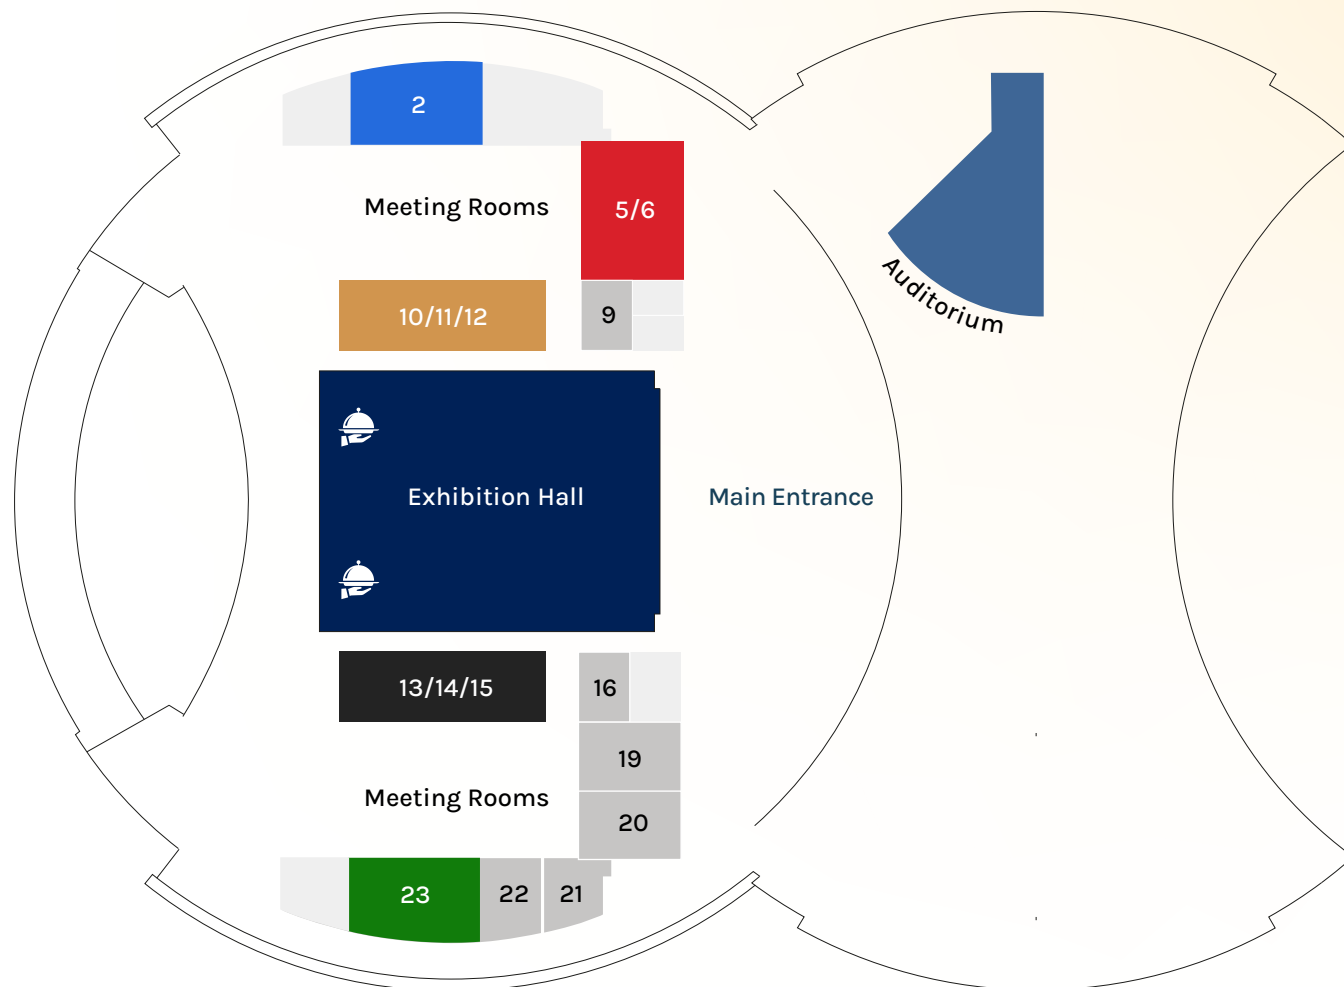 2
Meeting Rooms
5/6
10/11/12
9
Auditorium
Exhibition Hall
Main Entrance
13/14/15
16
19
Meeting Rooms
20
23
22
21